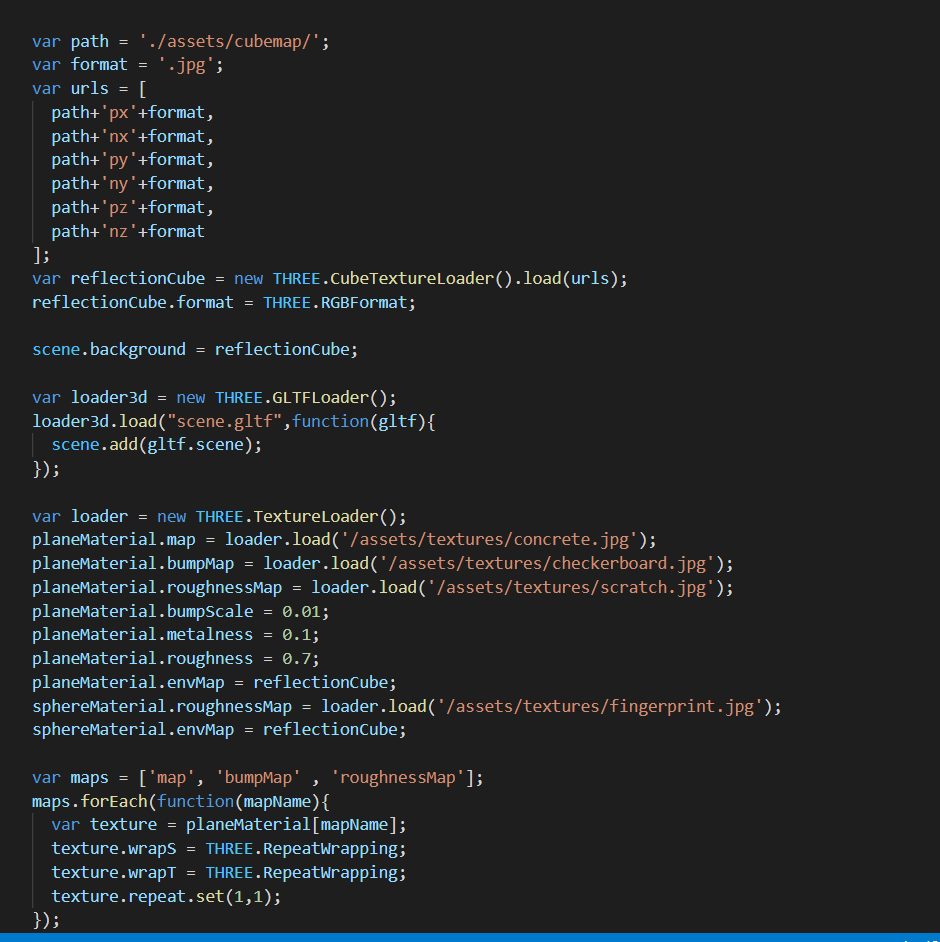 var path = './assets/cubemap/';
var format = '.jpg';
var urls = [
  path+'px'+format,
  path+'nx'+format,
  path+'py'+format,
  path+'ny'+format,
  path+'pz'+format,
  path+'nz'+format
];
var reflectionCube = new THREE.CubeTextureLoader().load(urls);
reflectionCube.format = THREE.RGBFormat;

scene.background = reflectionCube;

var loader3d = new THREE.GLTFLoader();
loader3d.load("scene.gltf",function(gltf){
  scene.add(gltf.scene);
});

var loader = new THREE.TextureLoader();
planeMaterial.map = loader.load('/assets/textures/concrete.jpg');
planeMaterial.bumpMap = loader.load('/assets/textures/checkerboard.jpg');
planeMaterial.roughnessMap = loader.load('/assets/textures/scratch.jpg');
planeMaterial.bumpScale = 0.01;
planeMaterial.metalness = 0.1;
planeMaterial.roughness = 0.7;
planeMaterial.envMap = reflectionCube;
sphereMaterial.roughnessMap = loader.load('/assets/textures/fingerprint.jpg');
sphereMaterial.envMap = reflectionCube;

var maps = ['map', 'bumpMap' , 'roughnessMap'];
maps.forEach(function(mapName){
  var texture = planeMaterial[mapName];
  texture.wrapS = THREE.RepeatWrapping;
  texture.wrapT = THREE.RepeatWrapping;
  texture.repeat.set(1,1);
});